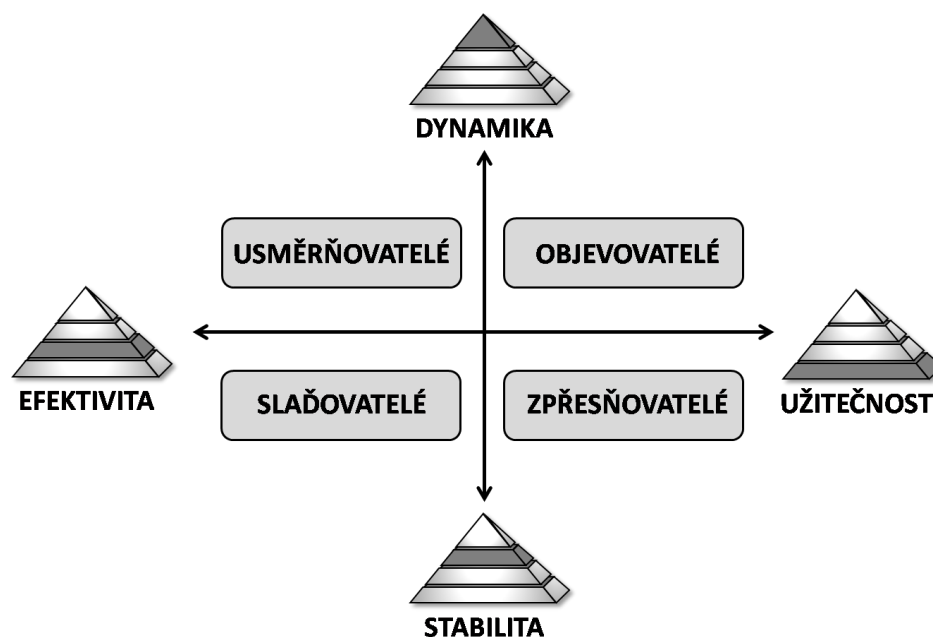 DYNAMIKA
USMĚRŇOVATELÉ
OBJEVOVATELÉ
EFEKTIVITA
UŽITEČNOST
SLAĎOVATELÉ
ZPŘESŇOVATELÉ
STABILITA